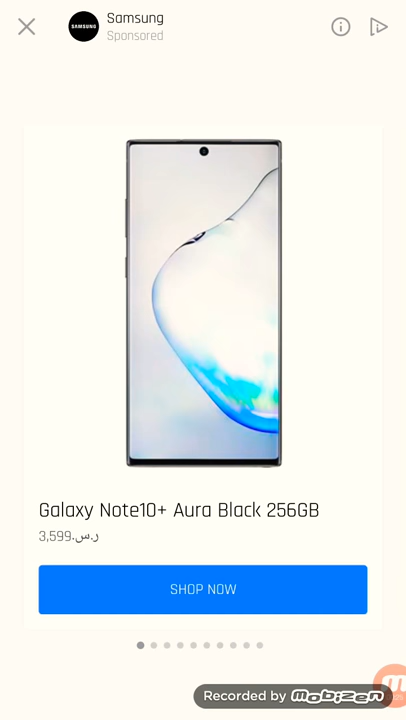 SAMSUNG
Samsung
Sponsored
Galaxy Note10+ Aura Black 256GB
ر.س.3,599
SHOP NOW
Recorded by mobizen